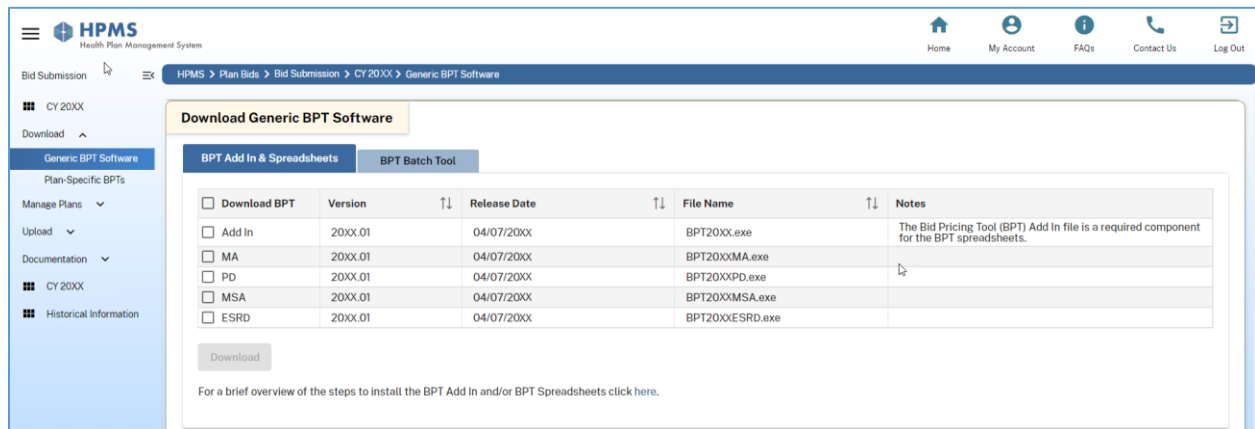 HPMS
Health Plan Management System
Home
My Account
FAQs
Contact Us
Log Out
Bid Submission
HPMS > Plan Bids > Bid Submission > CY 20XX > Generic BPT Software
CY 20XX
Download
Generic BPT Software
Plan-Specific BPTs
Manage Plans
Upload
Documentation
CY 20XX
Historical Information
Download Generic BPT Software
BPT Add In & Spreadsheets
BPT Batch Tool
Download BPT Version Release Date File Name Notes
Add In 20XX.01 04/07/20XX BPT20XX.exe The Bid Pricing Tool (BPT) Add In file is a required component
for the BPT spreadsheets.
MA 20XX.01 04/07/20XX BPT20XXMA.exe
PD 20XX.01 04/07/20XX BPT20XXPD.exe
MSA 20XX.01 04/07/20XX BPT20XXMSA.exe
ESRD 20XX.01 04/07/20XX BPT20XXESRD.exe
Download
For a brief overview of the steps to install the BPT Add In and/or BPT Spreadsheets click here.